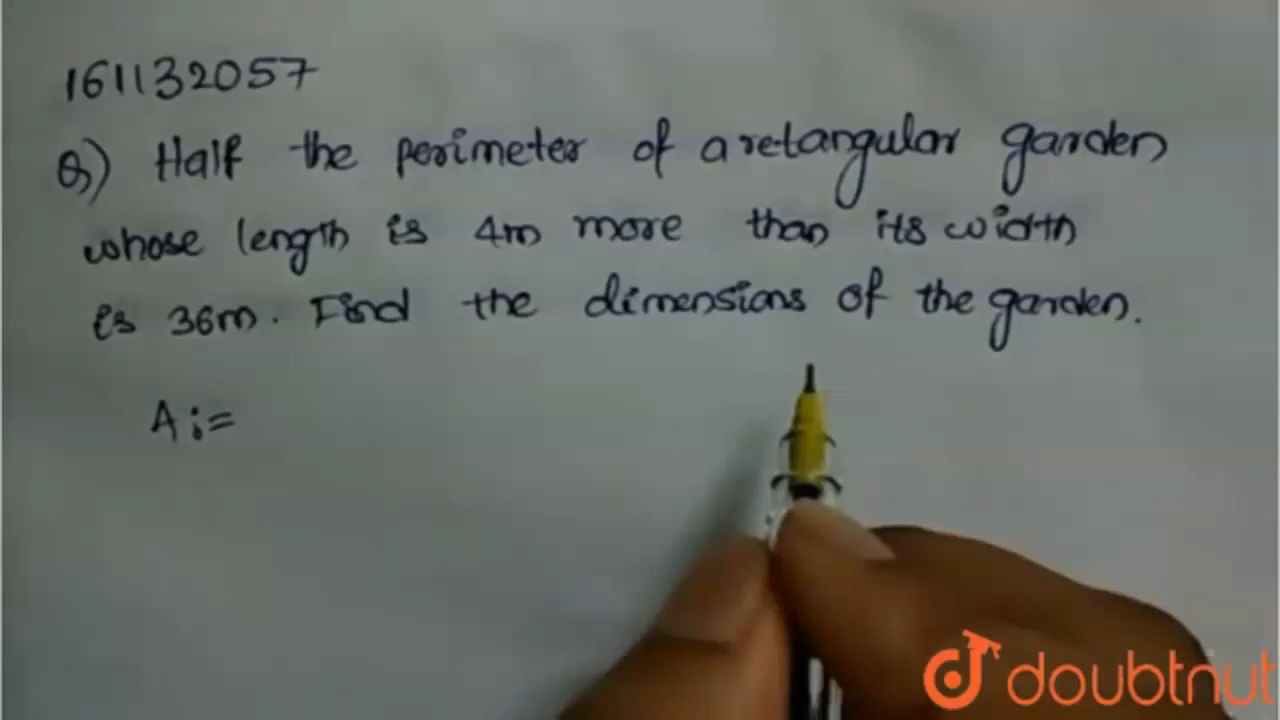 161132057
Q) Half the perimeter of a retangular garden
whose length is 4m more than its width
is 36m. Find the dimensions of the garden.
A :=
doubtnut